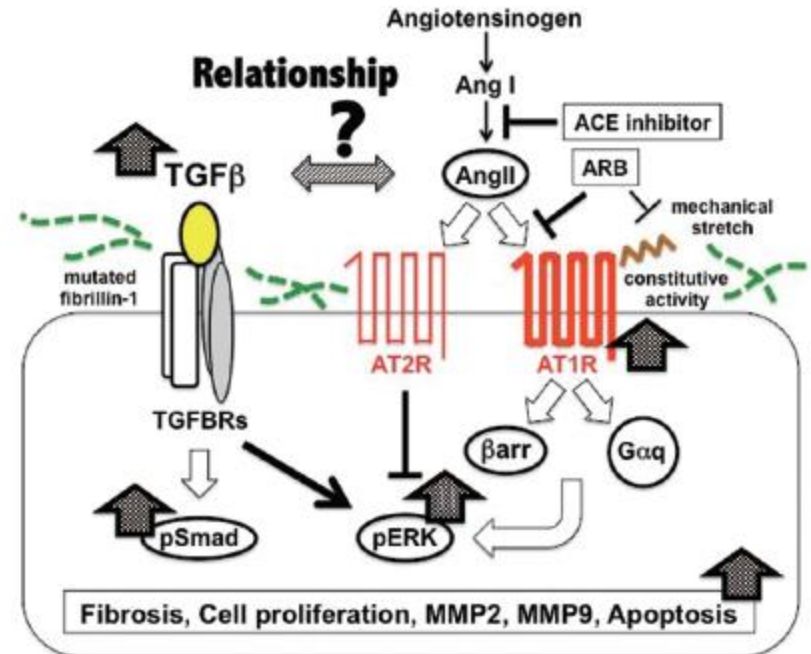 Angiotensinogen
Relationship
?
Ang I
ACE inhibitor
TGFβ
AngII
ARB
mechanical
stretch
mutated
fibrillin-1
constitutive
activity
AT2R
AT1R
TGFBRs
βarr
Gαq
pSmad
pERK
Fibrosis, Cell proliferation, MMP2, MMP9, Apoptosis